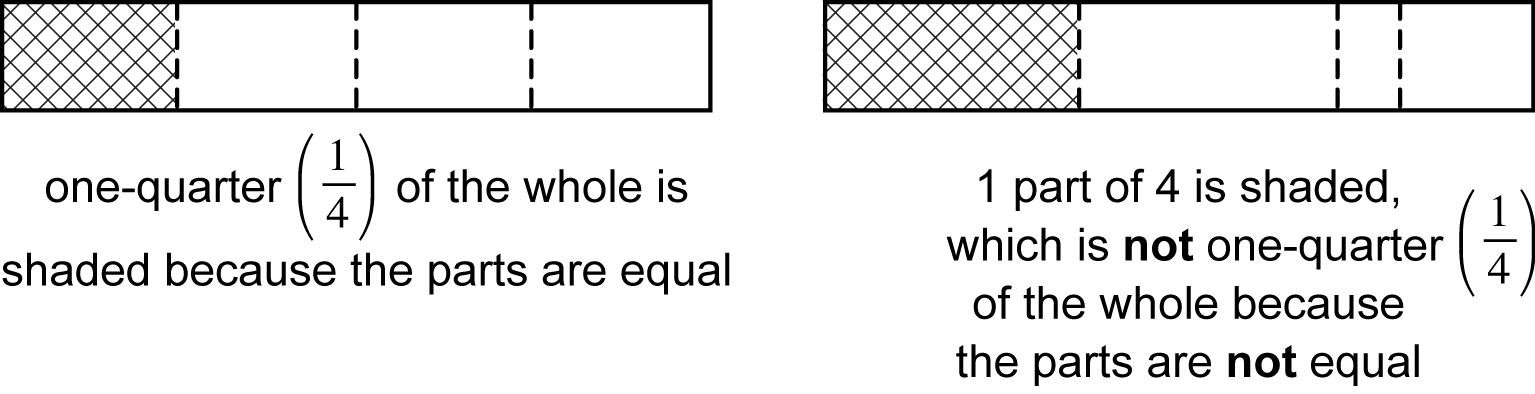 one-quarter (1/4) of the whole is
shaded because the parts are equal
1 part of 4 is shaded,
which is not one-quarter (1/4)
of the whole because
the parts are not equal